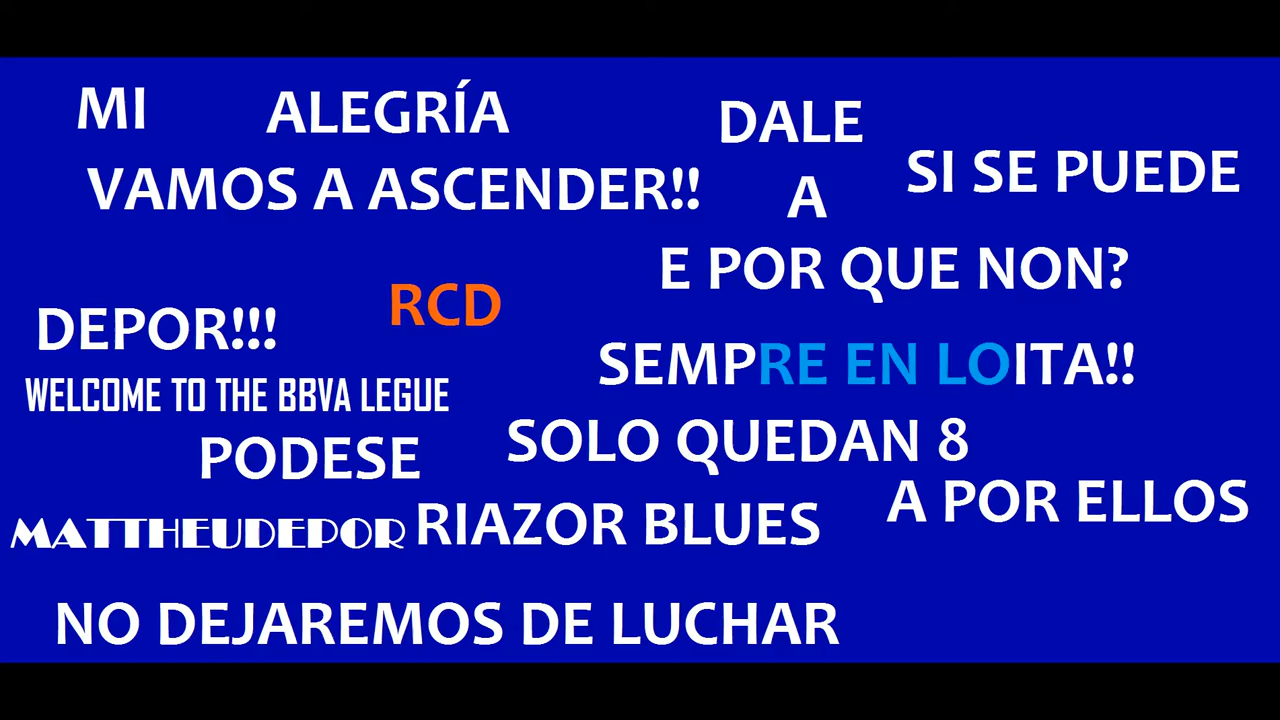 MI ALEGRÍA
DALE
SI SE PUEDE
VAMOS A ASCENDER!!
A
E POR QUE NON?
RCD
DEPOR!!!
SEMPRE EN LOITA!!
WELCOME TO THE BBVA LEGUE
SOLO QUEDAN 8
PODESE
A POR ELLOS
MATTHEUDEPOR
RIAZOR BLUES
NO DEJAREMOS DE LUCHAR